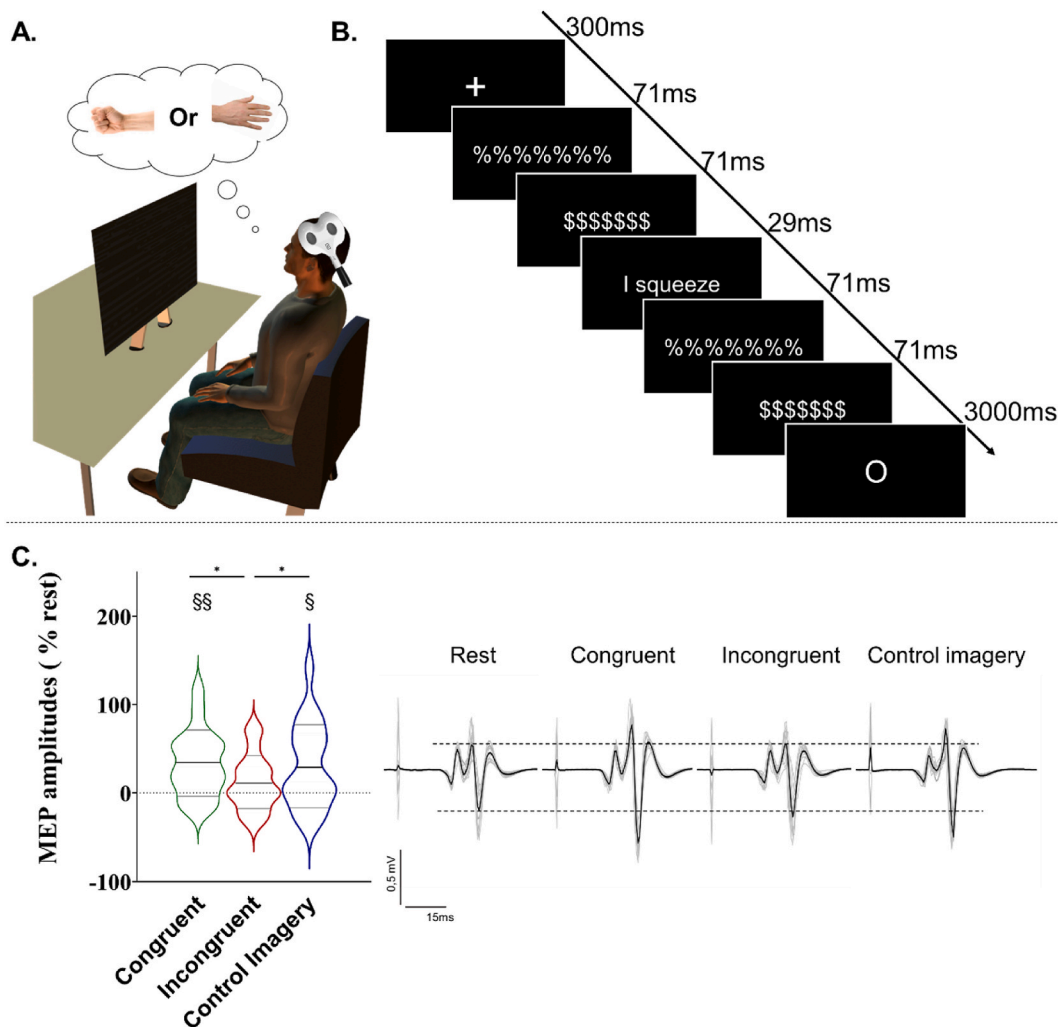 A.
Or
B.
300ms
+
71ms
%%%%%%%
71ms
$$$$$$$
29ms
I squeeze
71ms
%%%%%%%
71ms
$$$$$$$
3000ms
O
C.
MEP amplitudes ( % rest)
* *
§§ §
200
100
0
-100
Congruent
Incongruent
Control Imagery
Rest Congruent Incongruent Control imagery
0,5 mV
15ms